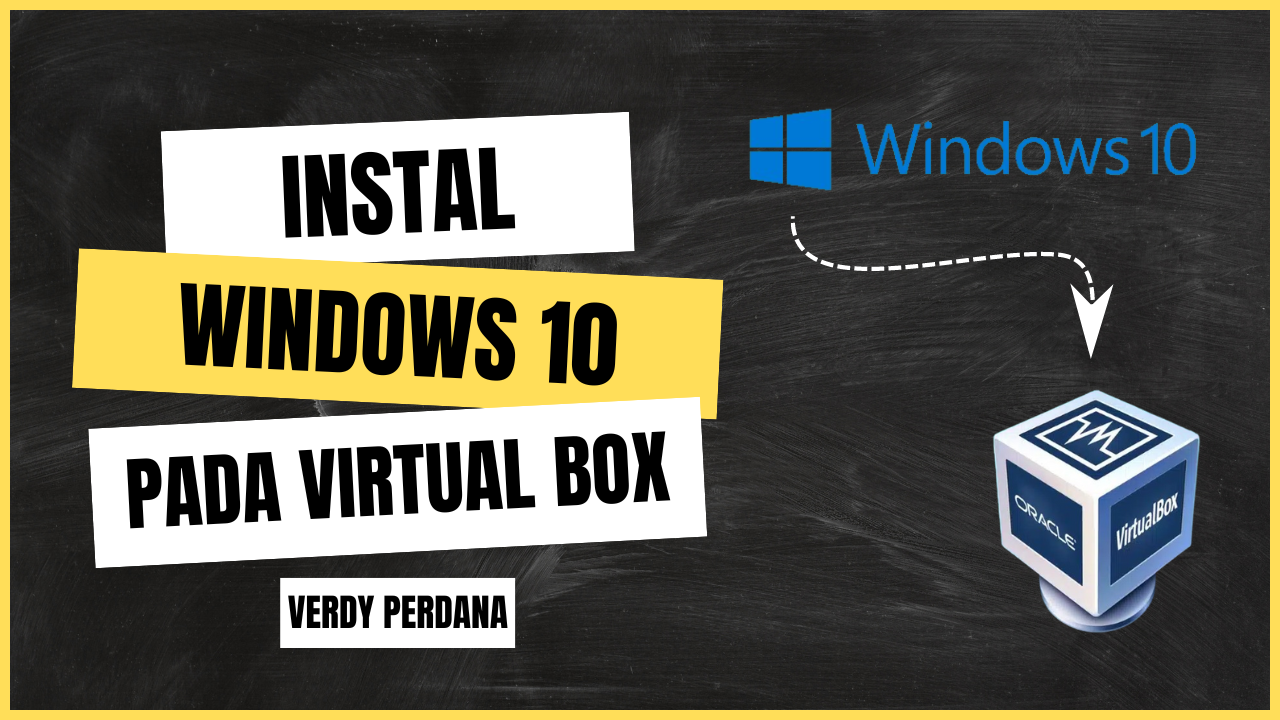 INSTAL
WINDOWS 10
PADA VIRTUAL BOX
VERDY PERDANA
Windows 10
ORACLE
VirtualBox